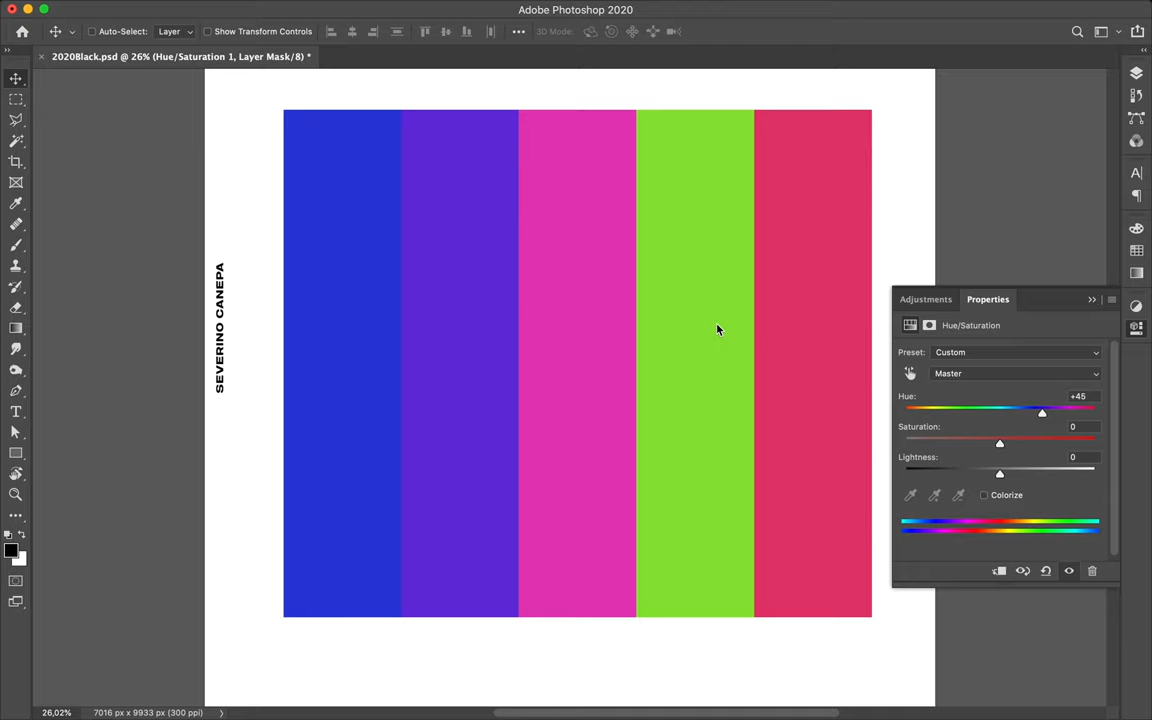 Adobe Photoshop 2020
Auto-Select: Layer Show Transform Controls 3D Mode:
2020Black.psd @ 26% (Hue/Saturation 1, Layer Mask/8) *
SEVERINO CANEPA
Adjustments Properties
Hue/Saturation
Preset: Custom
Master
Hue: +45
Saturation: 0
Lightness: 0
Colorize
26,02% 7016 px x 9933 px (300 ppi)